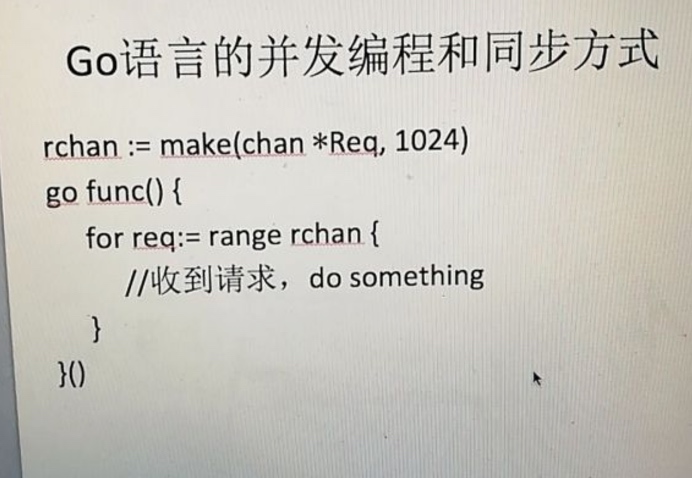 Go语言的并发编程和同步方式
rchan := make(chan *Req, 1024)
go func() {
for req:= range rchan {
//收到请求，do something
}
}()